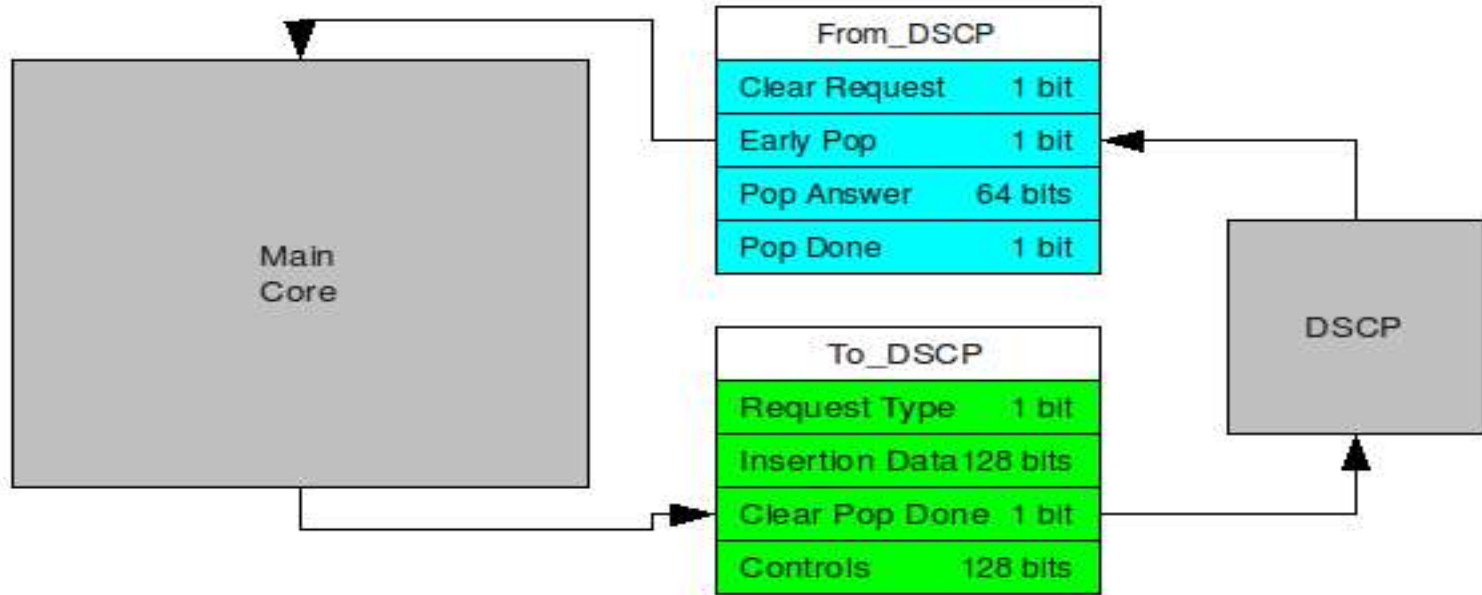 From_DSCP
Clear Request 1 bit
Early Pop 1 bit
Pop Answer 64 bits
Pop Done 1 bit
Main
Core
DSCP
To_DSCP
Request Type 1 bit
Insertion Data 128 bits
Clear Pop Done 1 bit
Controls 128 bits